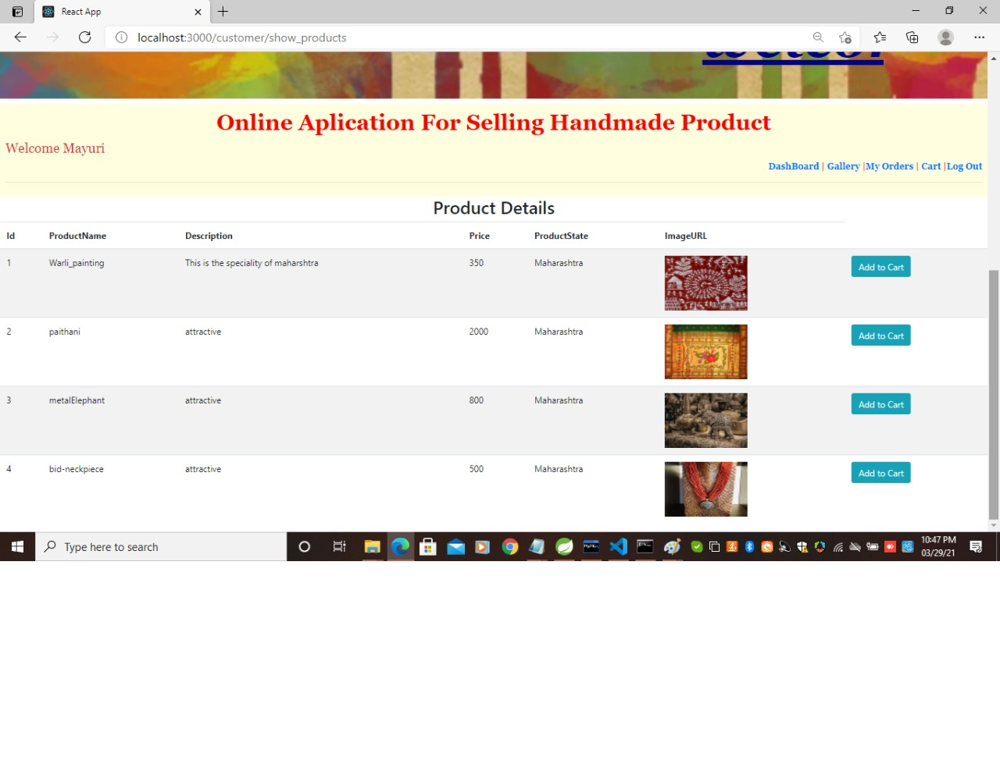 React App
localhost:3000/customer/show_products
Online Aplication For Selling Handmade Product
Welcome Mayuri
DashBoard | Gallery |My Orders | Cart |Log Out
Product Details
Id ProductName Description Price ProductState ImageURL
1 Warli_painting This is the speciality of maharshtra 350 Maharashtra Add to Cart
2 paithani attractive 2000 Maharashtra Add to Cart
3 metalElephant attractive 800 Maharashtra Add to Cart
4 bid-neckpiece attractive 500 Maharashtra Add to Cart
Type here to search
10:47 PM
03/29/21